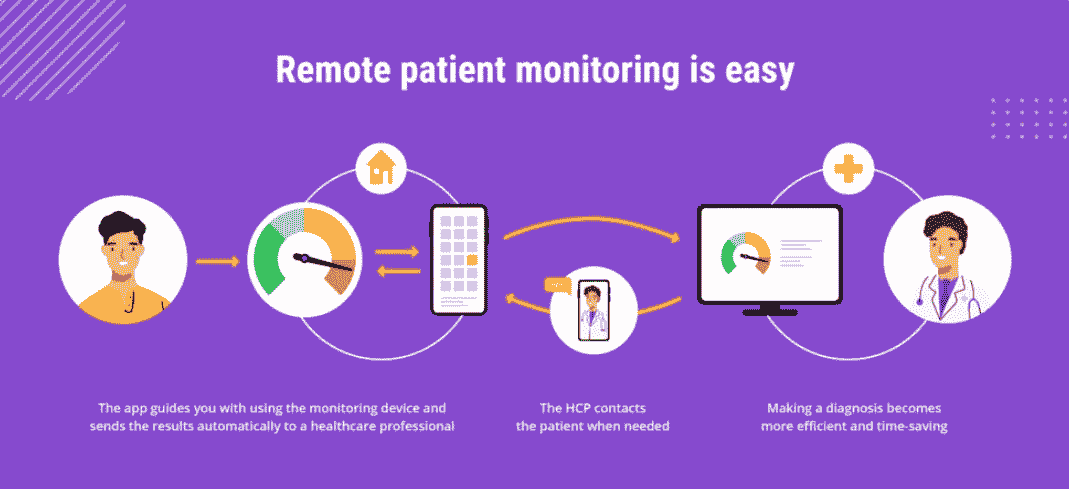 Remote patient monitoring is easy
The app guides you with using the monitoring device and
sends the results automatically to a healthcare professional
The HCP contacts
the patient when needed
Making a diagnosis becomes
more efficient and time-saving